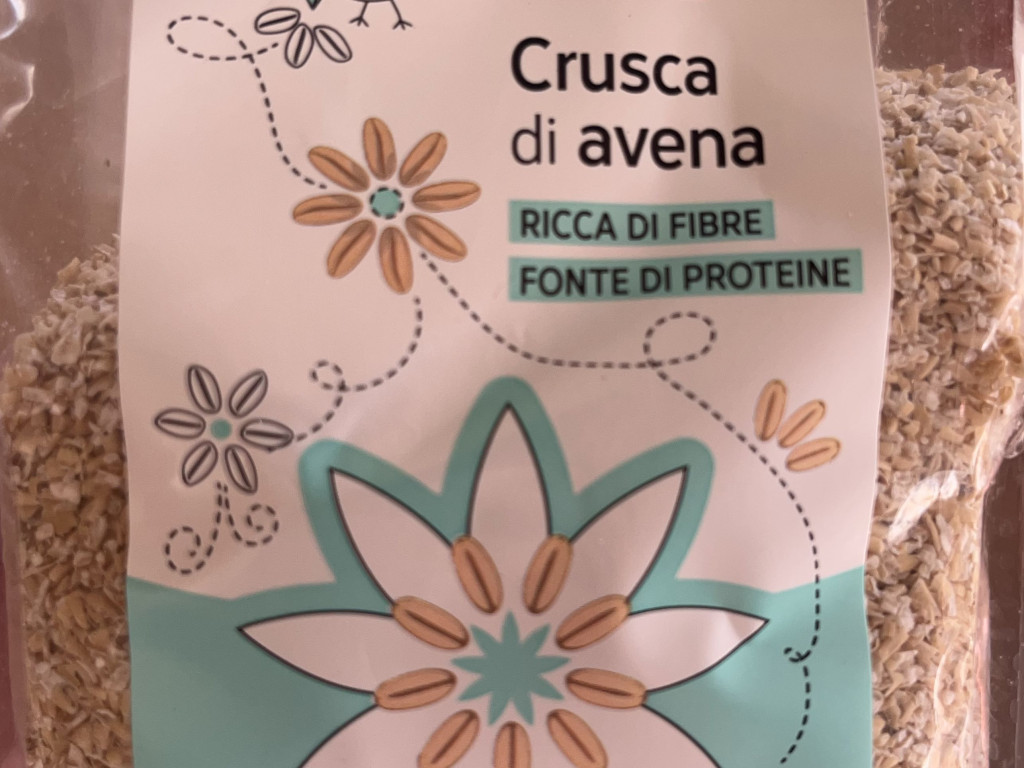 Crusca
di avena
RICCA DI FIBRE
FONTE DI PROTEINE